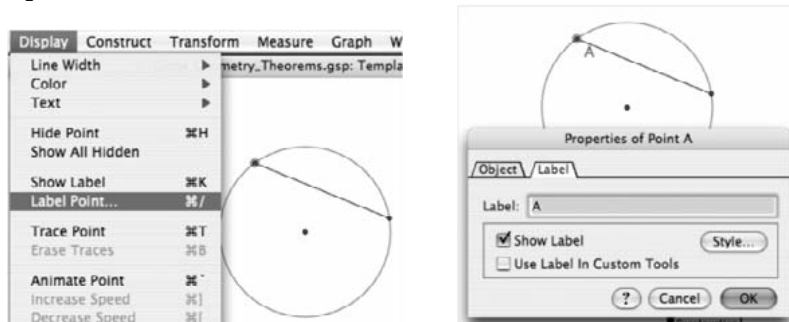 Display Construct Transform Measure Graph W
metry_Theorems.gsp: Templa
Line Width ▶
Color ▶
Text ▶
Hide Point ⌘H
Show All Hidden
Show Label ⌘K
Label Point... ⌘/
Trace Point ⌘T
Erase Traces ⌘B
Animate Point ⌘`
Increase Speed ⌘]
Decrease Speed ⌘[
A
Properties of Point A
Object Label
Label: A
Show Label
Style...
Use Label In Custom Tools
? Cancel OK